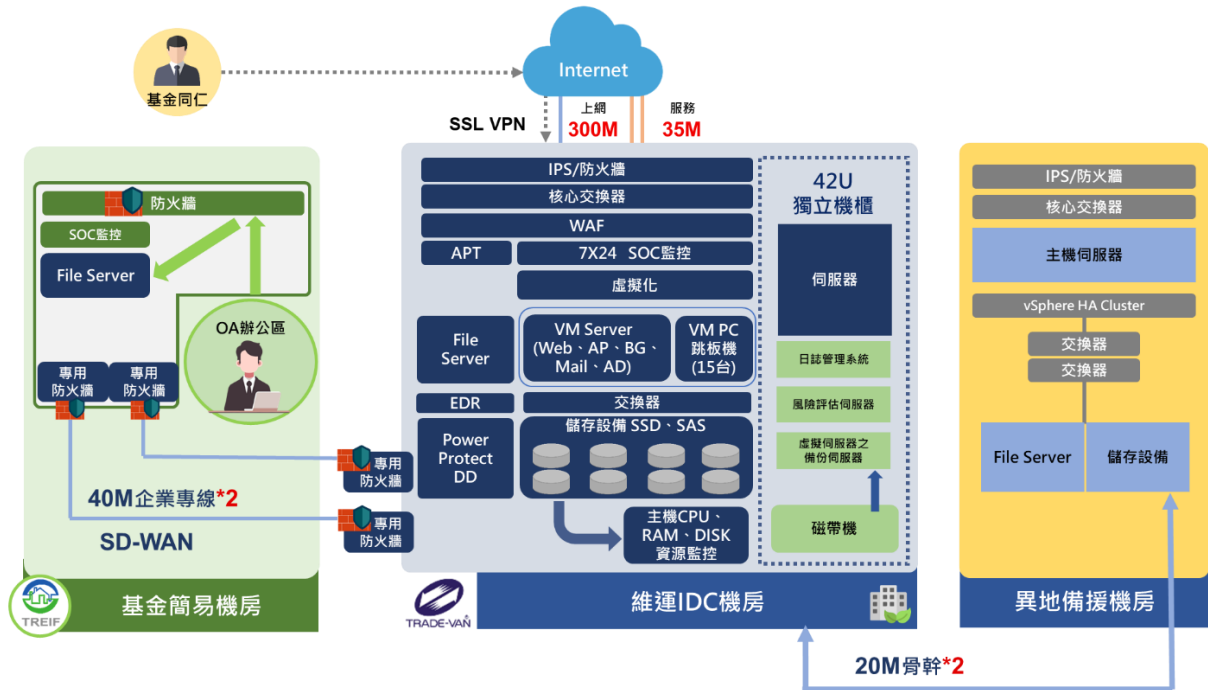 基金同仁
Internet
SSL VPN
上網
300M
服務
35M
防火牆
SOC監控
File Server
OA辦公區
專用
防火牆
專用
防火牆
40M企業專線*2
SD-WAN
TREIF
基金簡易機房
IPS/防火牆
核心交換器
WAF
APT
7X24 SOC監控
虛擬化
File
Server
VM Server
(Web、AP、BG、
Mail、AD)
VM PC
跳板機
(15台)
EDR
交換器
Power
Protect
DD
儲存設備 SSD、SAS
專用
防火牆
專用
防火牆
主機CPU、
RAM、DISK
資源監控
42U
獨立機櫃
伺服器
日誌管理系統
風險評估伺服器
虛擬伺服器之
備份伺服器
磁帶機
TRADE-VAN
維運IDC機房
IPS/防火牆
核心交換器
主機伺服器
vSphere HA Cluster
交換器
交換器
File Server
儲存設備
異地備援機房
20M骨幹*2